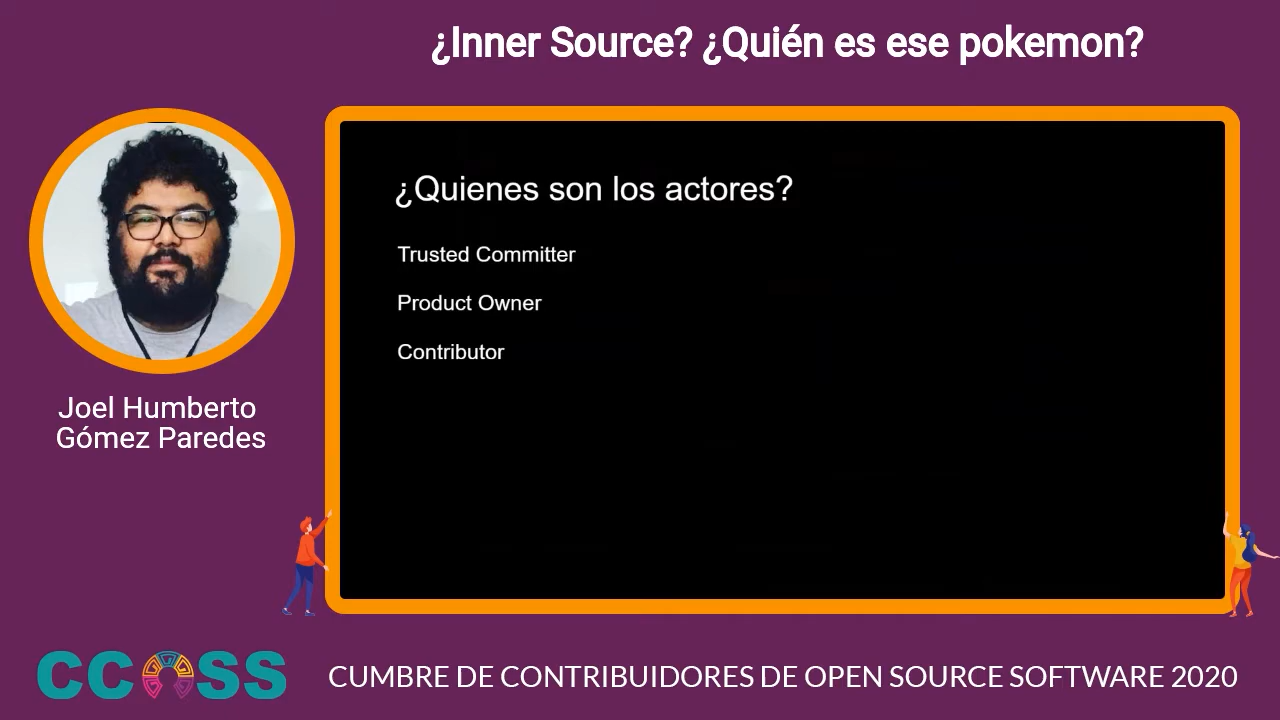 ¿Inner Source? ¿Quién es ese pokemon?
¿Quienes son los actores?
Trusted Committer
Product Owner
Contributor
Joel Humberto
Gómez Paredes
CCOSS
CUMBRE DE CONTRIBUIDORES DE OPEN SOURCE SOFTWARE 2020